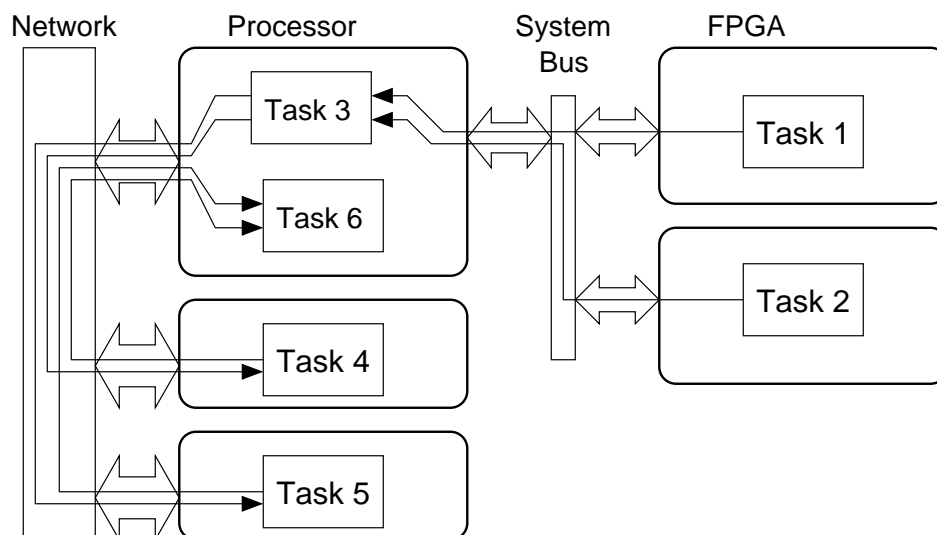 Network
Processor
System
Bus
FPGA
Task 3
Task 1
Task 6
Task 2
Task 4
Task 5